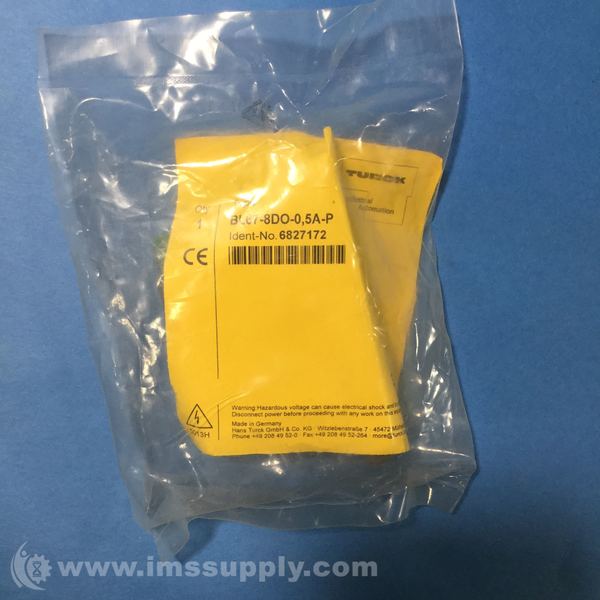 TURCK
Industrial
Automation
1
BL67-8DO-0,5A-P
Ident-No. 6827172
CE
Warning Hazardous voltage can cause electrical shock and
Disconnect power before proceeding with any work on this
Made in Germany
Hans Turck GmbH & Co. KG · Witzlebenstraße 7 · 45472
Phone +49 208 49 52-0 · Fax +49 208 49 52-264 · more@turck
www.imssupply.com